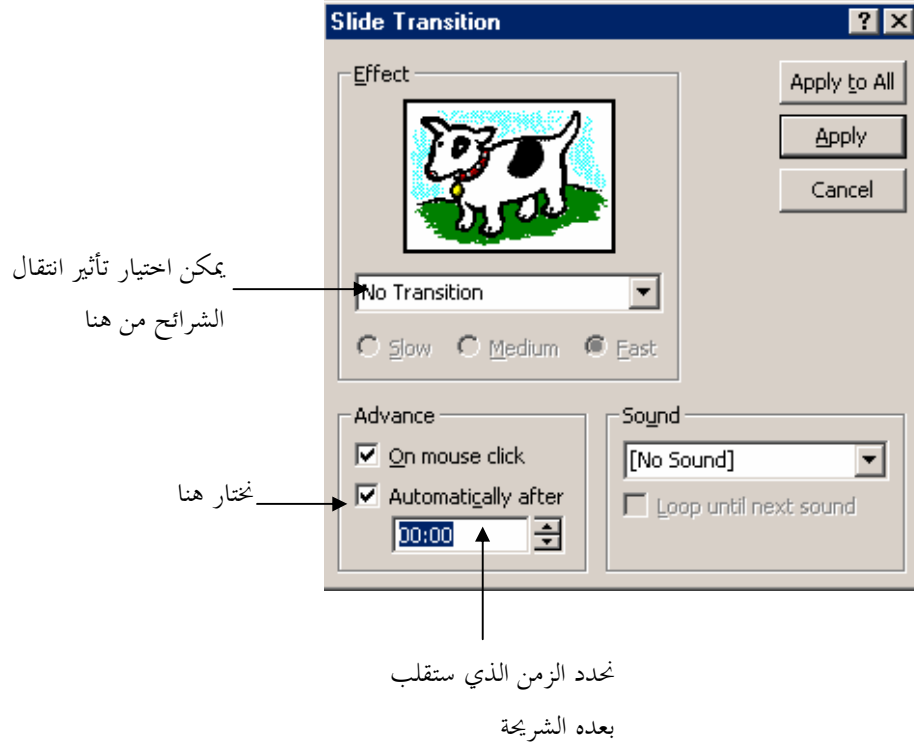 Slide Transition
Effect
Apply to All
Apply
Cancel
يمكن اختيار تأثير انتقال
الشرائح من هنا
No Transition
Slow Medium Fast
Advance
On mouse click
نختار هنا
Automatically after
00:00
Sound
[No Sound]
Loop until next sound
نحدد الزمن الذي ستقلب
بعده الشريحة